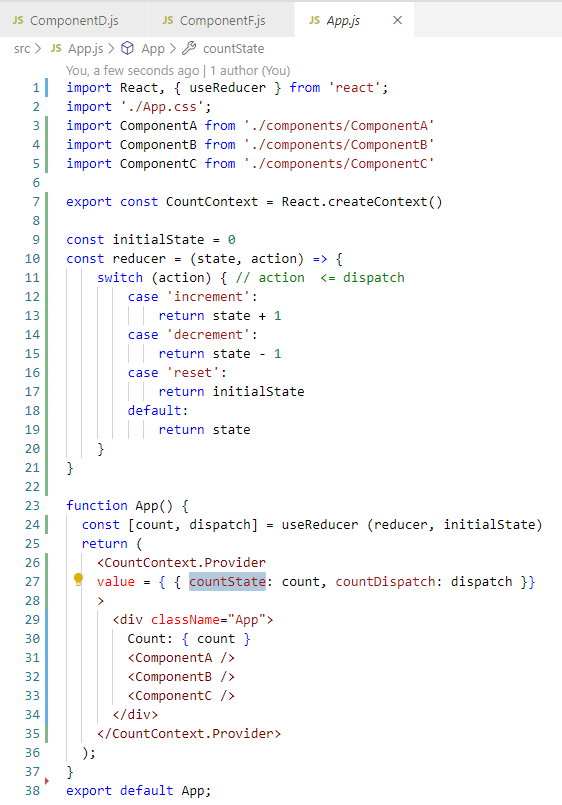 JS ComponentD.js JS ComponentF.js JS App.js ×
src > JS App.js > App > countState
You, a few seconds ago | 1 author (You)
1 import React, { useReducer } from 'react';
2 import './App.css';
3 import ComponentA from './components/ComponentA'
4 import ComponentB from './components/ComponentB'
5 import ComponentC from './components/ComponentC'
6
7 export const CountContext = React.createContext()
8
9 const initialState = 0
10 const reducer = (state, action) => {
11     switch (action) { // action  <= dispatch
12         case 'increment':
13             return state + 1
14         case 'decrement':
15             return state - 1
16         case 'reset':
17             return initialState
18         default:
19             return state
20     }
21 }
22
23 function App() {
24   const [count, dispatch] = useReducer (reducer, initialState)
25   return (
26     <CountContext.Provider
27     value = { { countState: count, countDispatch: dispatch }}
28     >
29       <div className="App">
30         Count: { count }
31         <ComponentA />
32         <ComponentB />
33         <ComponentC />
34       </div>
35     </CountContext.Provider>
36   );
37 }
38 export default App;